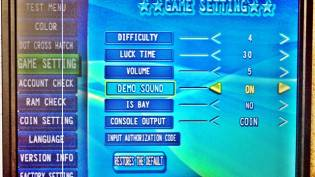 TEST MENU
COLOR
DOT CROSS HATCH
GAME SETTING
ACCOUNT CHECK
RAM CHECK
COIN SETTING
LANGUAGE
VERSION INFO
FACTORY SETTING
★★GAME SETTING★★
DIFFICULTY < 4 >
LUCK TIME < 30 >
VOLUME < 5 >
DEMO SOUND ◀ ON ▶
IS BAY < NO >
CONSOLE OUTPUT < COIN >
INPUT AUTHORIZATION CODE
RESTORE THE DEFAULT